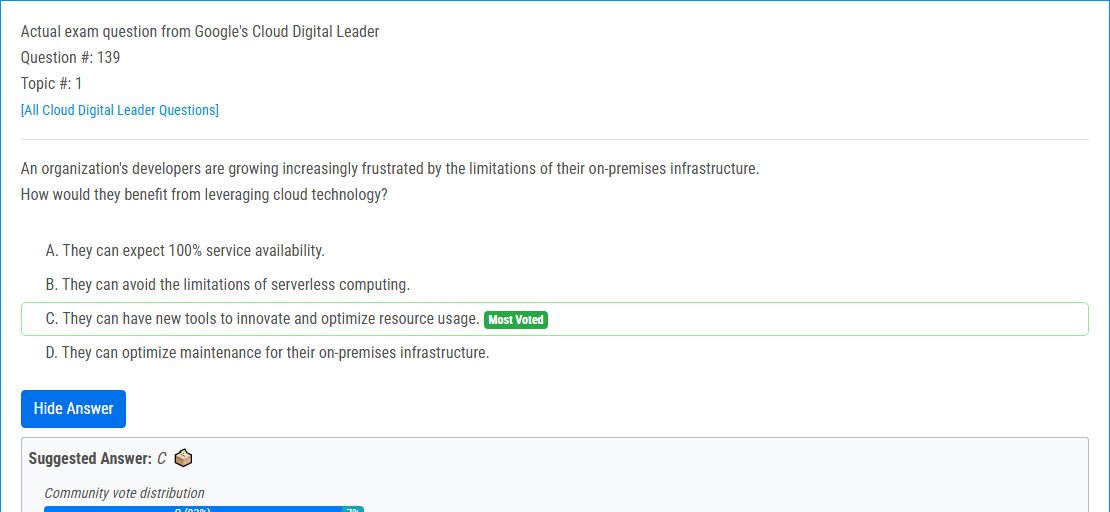 Actual exam question from Google's Cloud Digital Leader
Question #: 139
Topic #: 1
[All Cloud Digital Leader Questions]
An organization's developers are growing increasingly frustrated by the limitations of their on-premises infrastructure.
How would they benefit from leveraging cloud technology?
A. They can expect 100% service availability.
B. They can avoid the limitations of serverless computing.
C. They can have new tools to innovate and optimize resource usage. Most Voted
D. They can optimize maintenance for their on-premises infrastructure.
Hide Answer
Suggested Answer: C
Community vote distribution